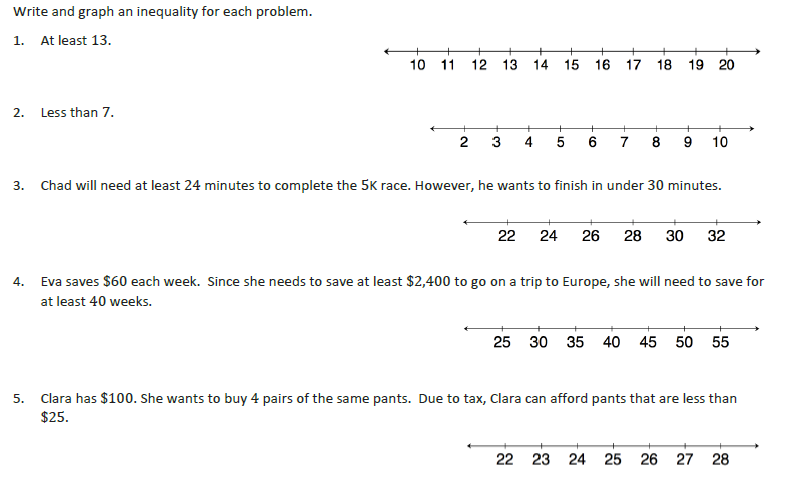 Write and graph an inequality for each problem.
1. At least 13.
10 11 12 13 14 15 16 17 18 19 20
2. Less than 7.
2 3 4 5 6 7 8 9 10
3. Chad will need at least 24 minutes to complete the 5K race. However, he wants to finish in under 30 minutes.
22 24 26 28 30 32
4. Eva saves $60 each week. Since she needs to save at least $2,400 to go on a trip to Europe, she will need to save for
at least 40 weeks.
25 30 35 40 45 50 55
5. Clara has $100. She wants to buy 4 pairs of the same pants. Due to tax, Clara can afford pants that are less than
$25.
22 23 24 25 26 27 28